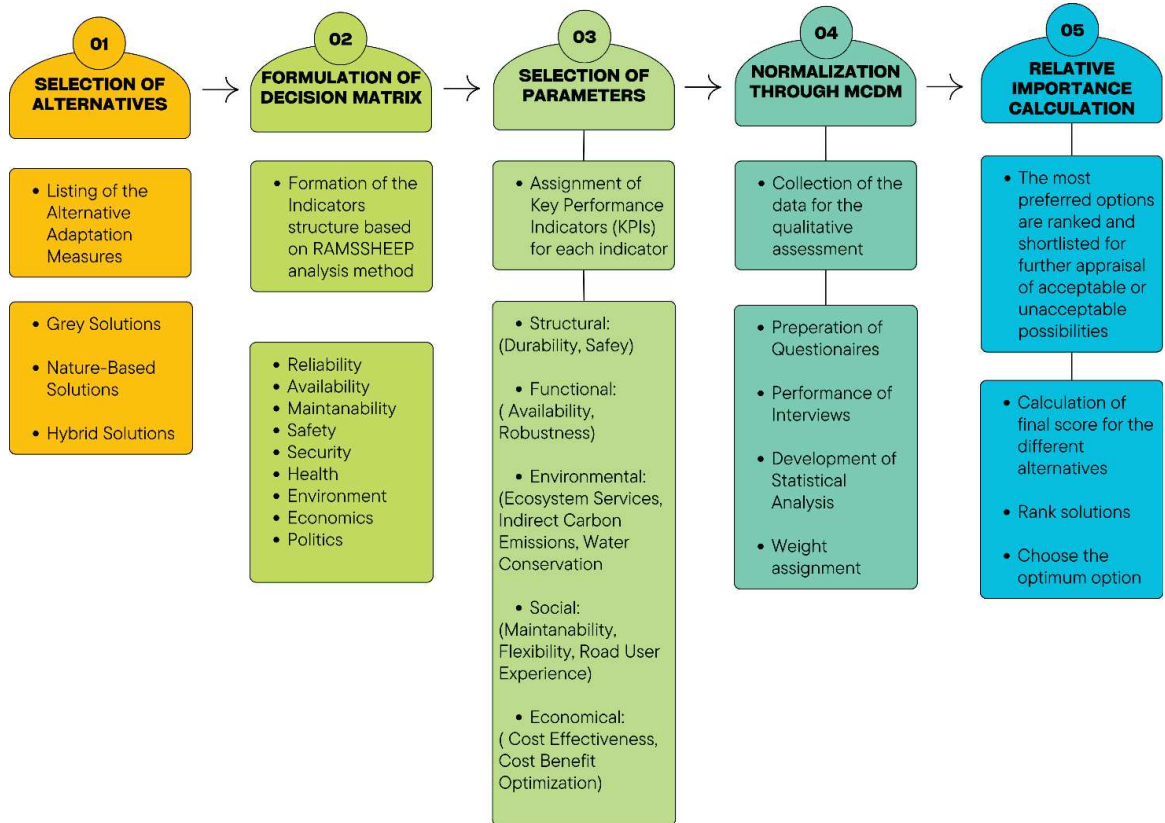 01
SELECTION OF
ALTERNATIVES
• Listing of the
Alternative
Adaptation
Measures
• Grey Solutions
• Nature-Based
Solutions
• Hybrid Solutions
02
FORMULATION OF
DECISION MATRIX
• Formation of the
Indicators
structure based
on RAMSSHEEP
analysis method
• Reliability
• Availability
• Maintanability
• Safety
• Security
• Health
• Environment
• Economics
• Politics
03
SELECTION OF
PARAMETERS
• Assignment of
Key Performance
Indicators (KPIs)
for each indicator
• Structural:
(Durability, Safey)
• Functional:
( Availability,
Robustness)
• Environmental:
(Ecosystem Services,
Indirect Carbon
Emissions, Water
Conservation
• Social:
(Maintanability,
Flexibility, Road User
Experience)
• Economical:
( Cost Effectiveness,
Cost Benefit
Optimization)
04
NORMALIZATION
THROUGH MCDM
• Collection of the
data for the
qualitative
assessment
• Preperation of
Questionaires
• Performance of
Interviews
• Development of
Statistical
Analysis
• Weight
assignment
05
RELATIVE
IMPORTANCE
CALCULATION
• The most
preferred options
are ranked and
shortlisted for
further appraisal
of acceptable or
unacceptable
possibilities
• Calculation of
final score for the
different
alternatives
• Rank solutions
• Choose the
optimum option